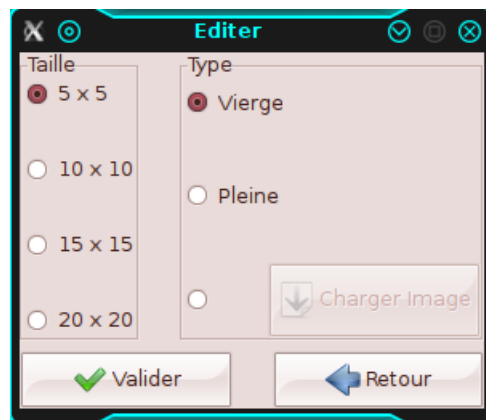 Editer
Taille
5 x 5
10 x 10
15 x 15
20 x 20
Type
Vierge
Pleine
Charger Image
Valider
Retour